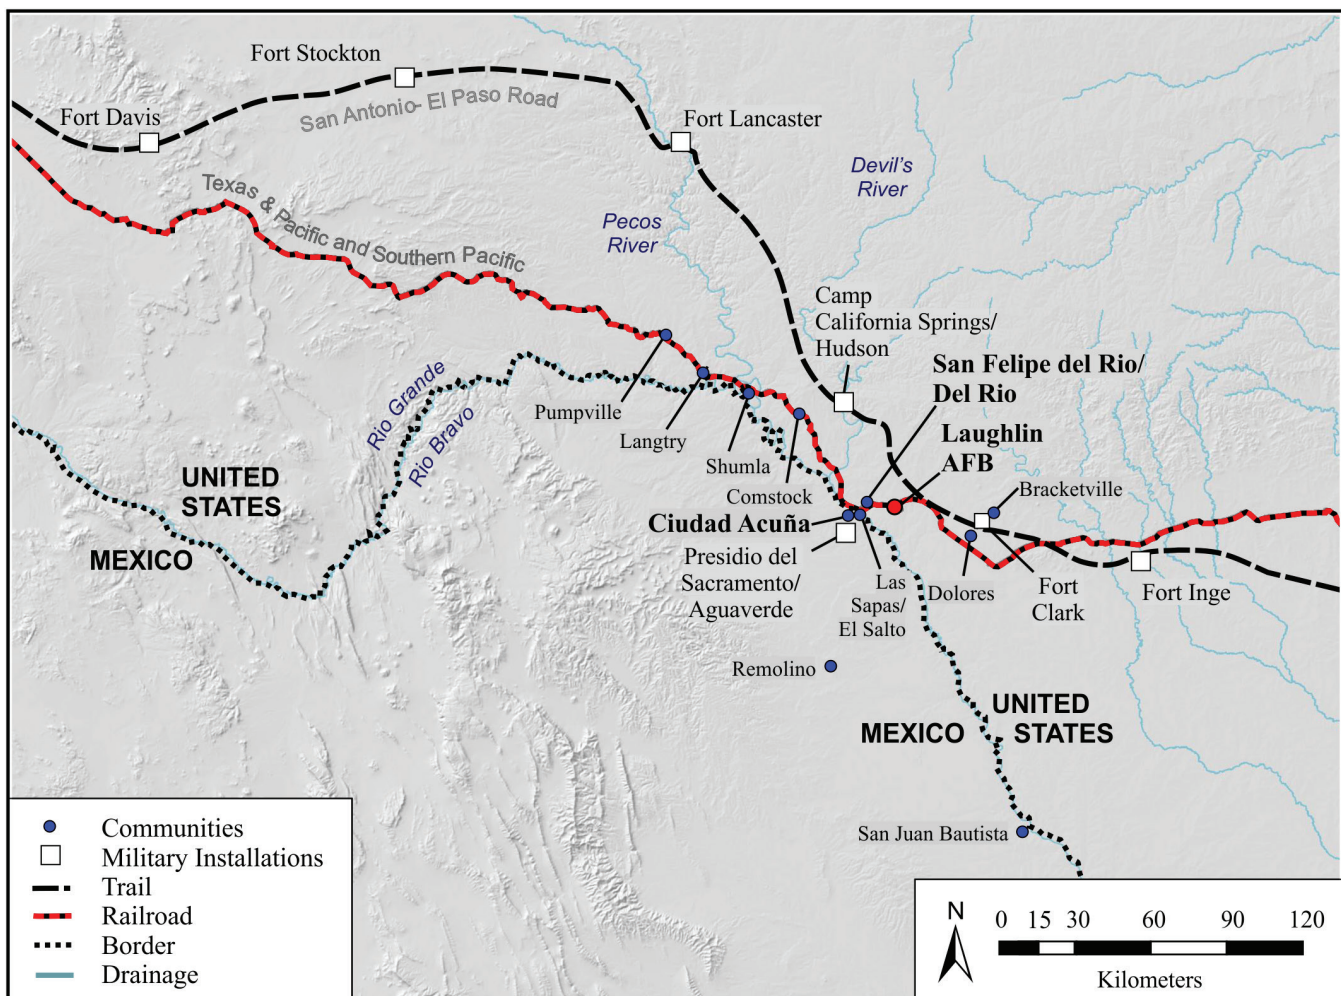 Fort Stockton
Fort Davis
San Antonio- El Paso Road
Fort Lancaster
Devil's
River
Texas & Pacific and Southern Pacific
Pecos
River
Camp
California Springs/
Hudson
San Felipe del Rio/
Del Rio
Rio Grande
Rio Bravo
Pumpville
Langtry
Shumla
Comstock
Laughlin
AFB
Bracketville
UNITED
STATES
MEXICO
Ciudad Acuña
Presidio del
Sacramento/
Aguaverde
Las
Sapas/
El Salto
Dolores
Fort
Clark
Fort Inge
Remolino
UNITED
STATES
MEXICO
San Juan Bautista
Communities
Military Installations
Trail
Railroad
Border
Drainage
N
0 15 30 60 90 120
Kilometers